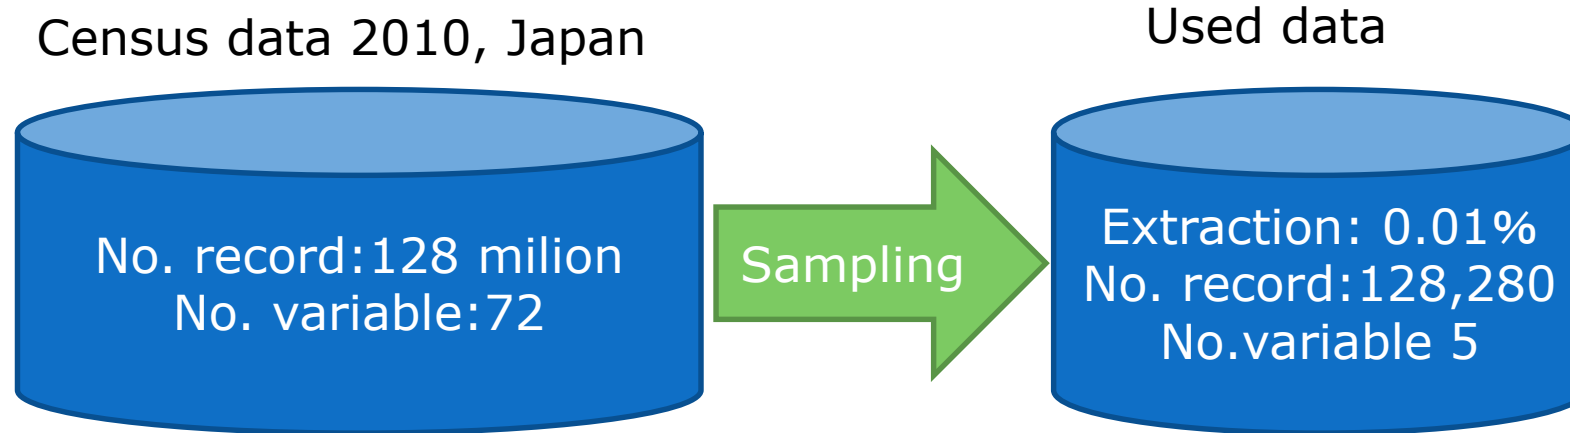 Census data 2010, Japan
No. record:128 milion
No. variable:72
Sampling
Used data
Extraction: 0.01%
No. record:128,280
No.variable 5